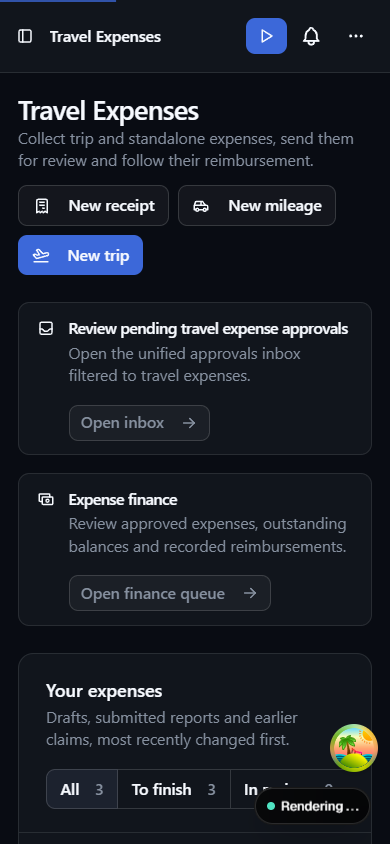 Travel Expenses
Travel Expenses
Collect trip and standalone expenses, send them
for review and follow their reimbursement.
New receipt
New mileage
New trip
Review pending travel expense approvals
Open the unified approvals inbox
filtered to travel expenses.
Open inbox
Expense finance
Review approved expenses, outstanding
balances and recorded reimbursements.
Open finance queue
Your expenses
Drafts, submitted reports and earlier
claims, most recently changed first.
All 3
To finish 3
In
Rendering...